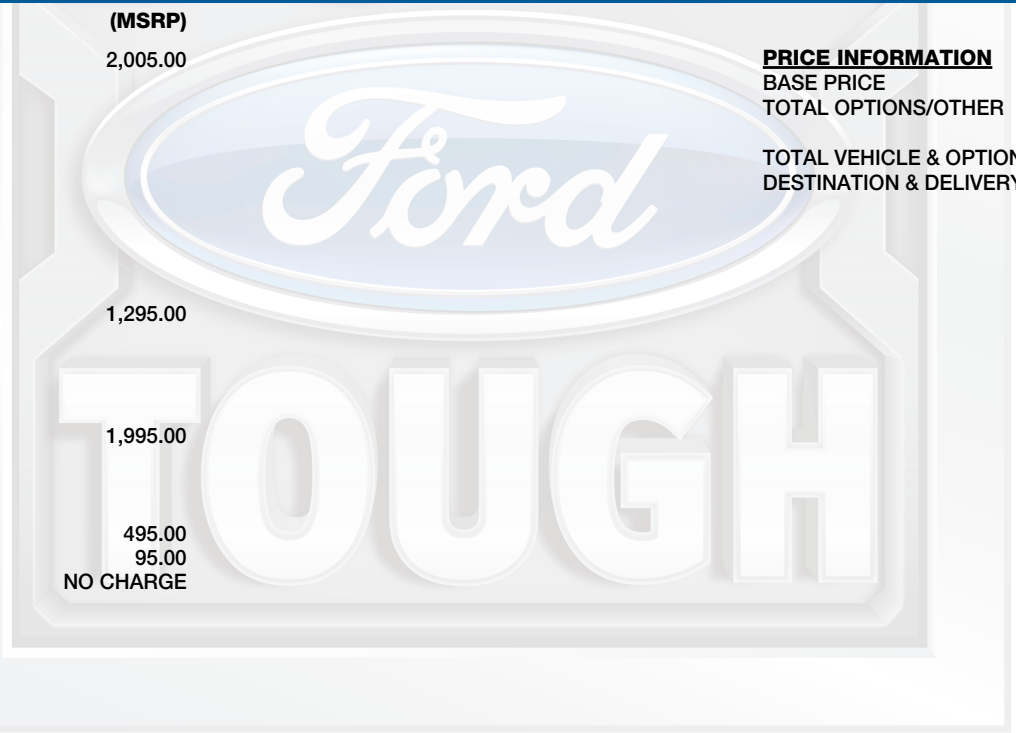 (MSRP)
2,005.00
PRICE INFORMATION
BASE PRICE
TOTAL OPTIONS/OTHER
TOTAL VEHICLE & OPTION
DESTINATION & DELIVERY
Ford
1,295.00
TOUGH
1,995.00
495.00
95.00
NO CHARGE